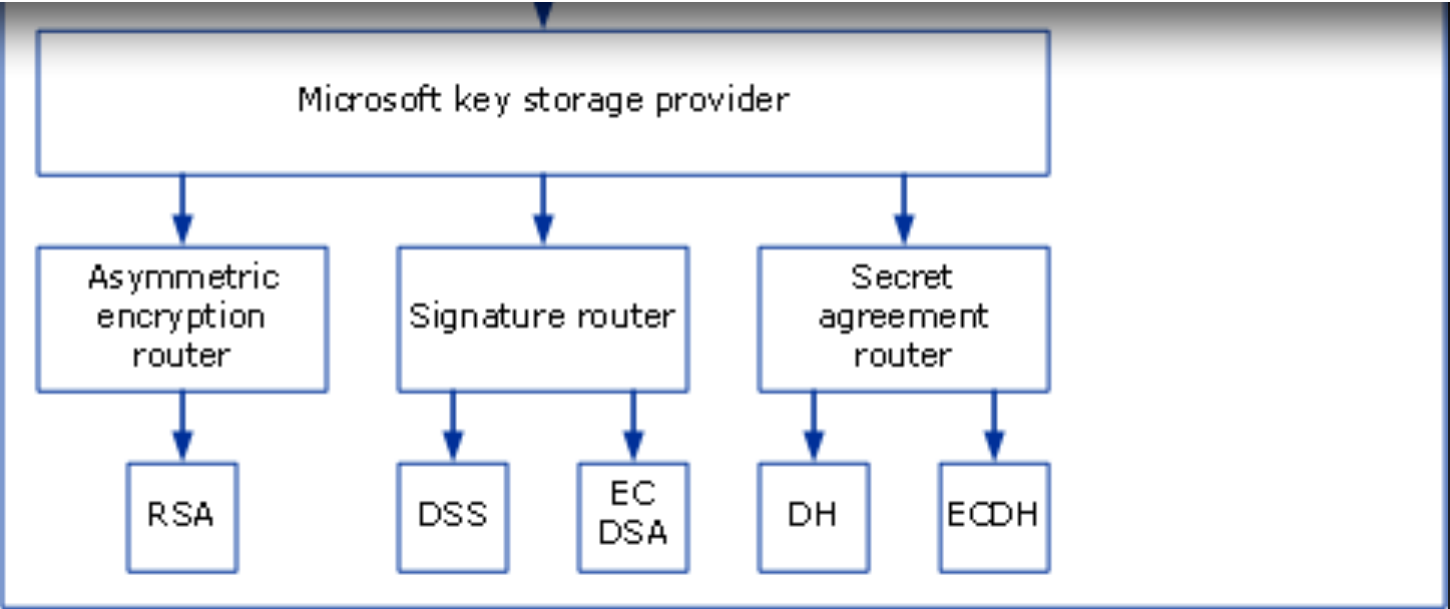 Microsoft key storage provider
Asymmetric
encryption
router
Signature router
Secret
agreement
router
RSA
DSS
EC
DSA
DH
ECDH